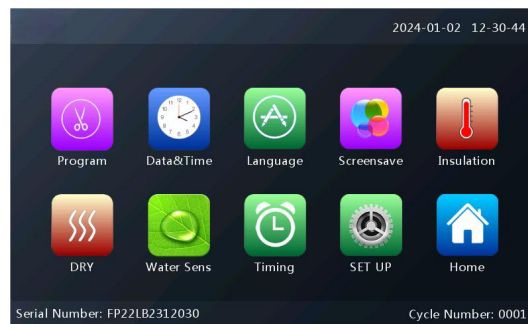 2024-01-02 12-30-44
Program Data&Time Language Screensave Insulation
DRY Water Sens Timing SET UP Home
Serial Number: FP22LB2312030 Cycle Number: 0001